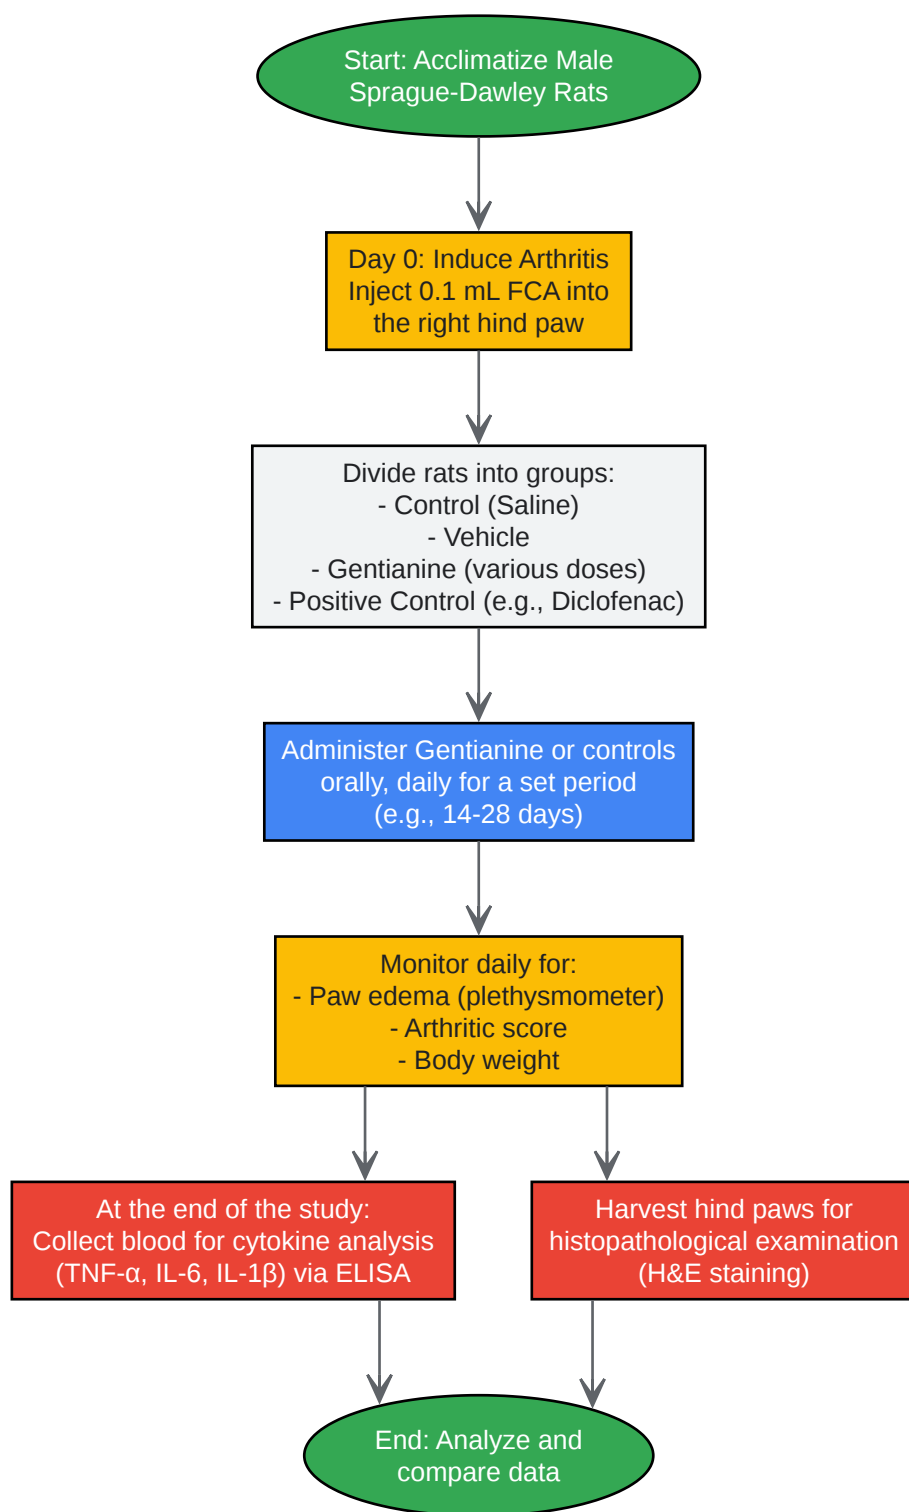 Start: Acclimatize Male
Sprague-Dawley Rats
Day 0: Induce Arthritis
Inject 0.1 mL FCA into
the right hind paw
Divide rats into groups:
- Control (Saline)
- Vehicle
- Gentianine (various doses)
- Positive Control (e.g., Diclofenac)
Administer Gentianine or controls
orally, daily for a set period
(e.g., 14-28 days)
Monitor daily for:
- Paw edema (plethysmometer)
- Arthritic score
- Body weight
At the end of the study:
Collect blood for cytokine analysis
(TNF-α, IL-6, IL-1β) via ELISA
Harvest hind paws for
histopathological examination
(H&E staining)
End: Analyze and
compare data